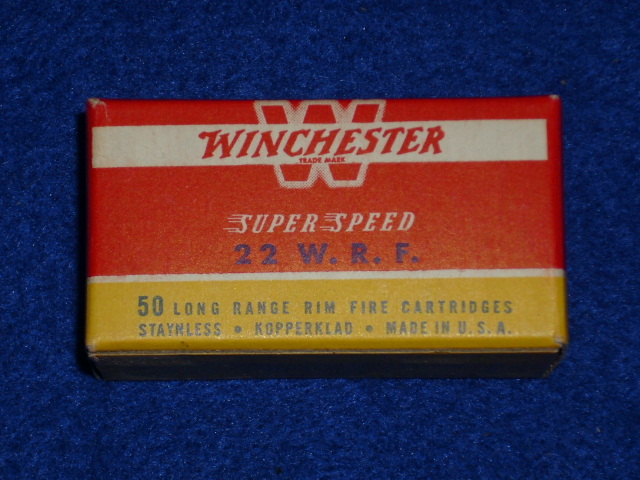 W
WINCHESTER
TRADE MARK
SUPER SPEED
22 W. R. F.
50 LONG RANGE RIM FIRE CARTRIDGES
STAYNLESS • KOPPERKLAD • MADE IN U. S. A.